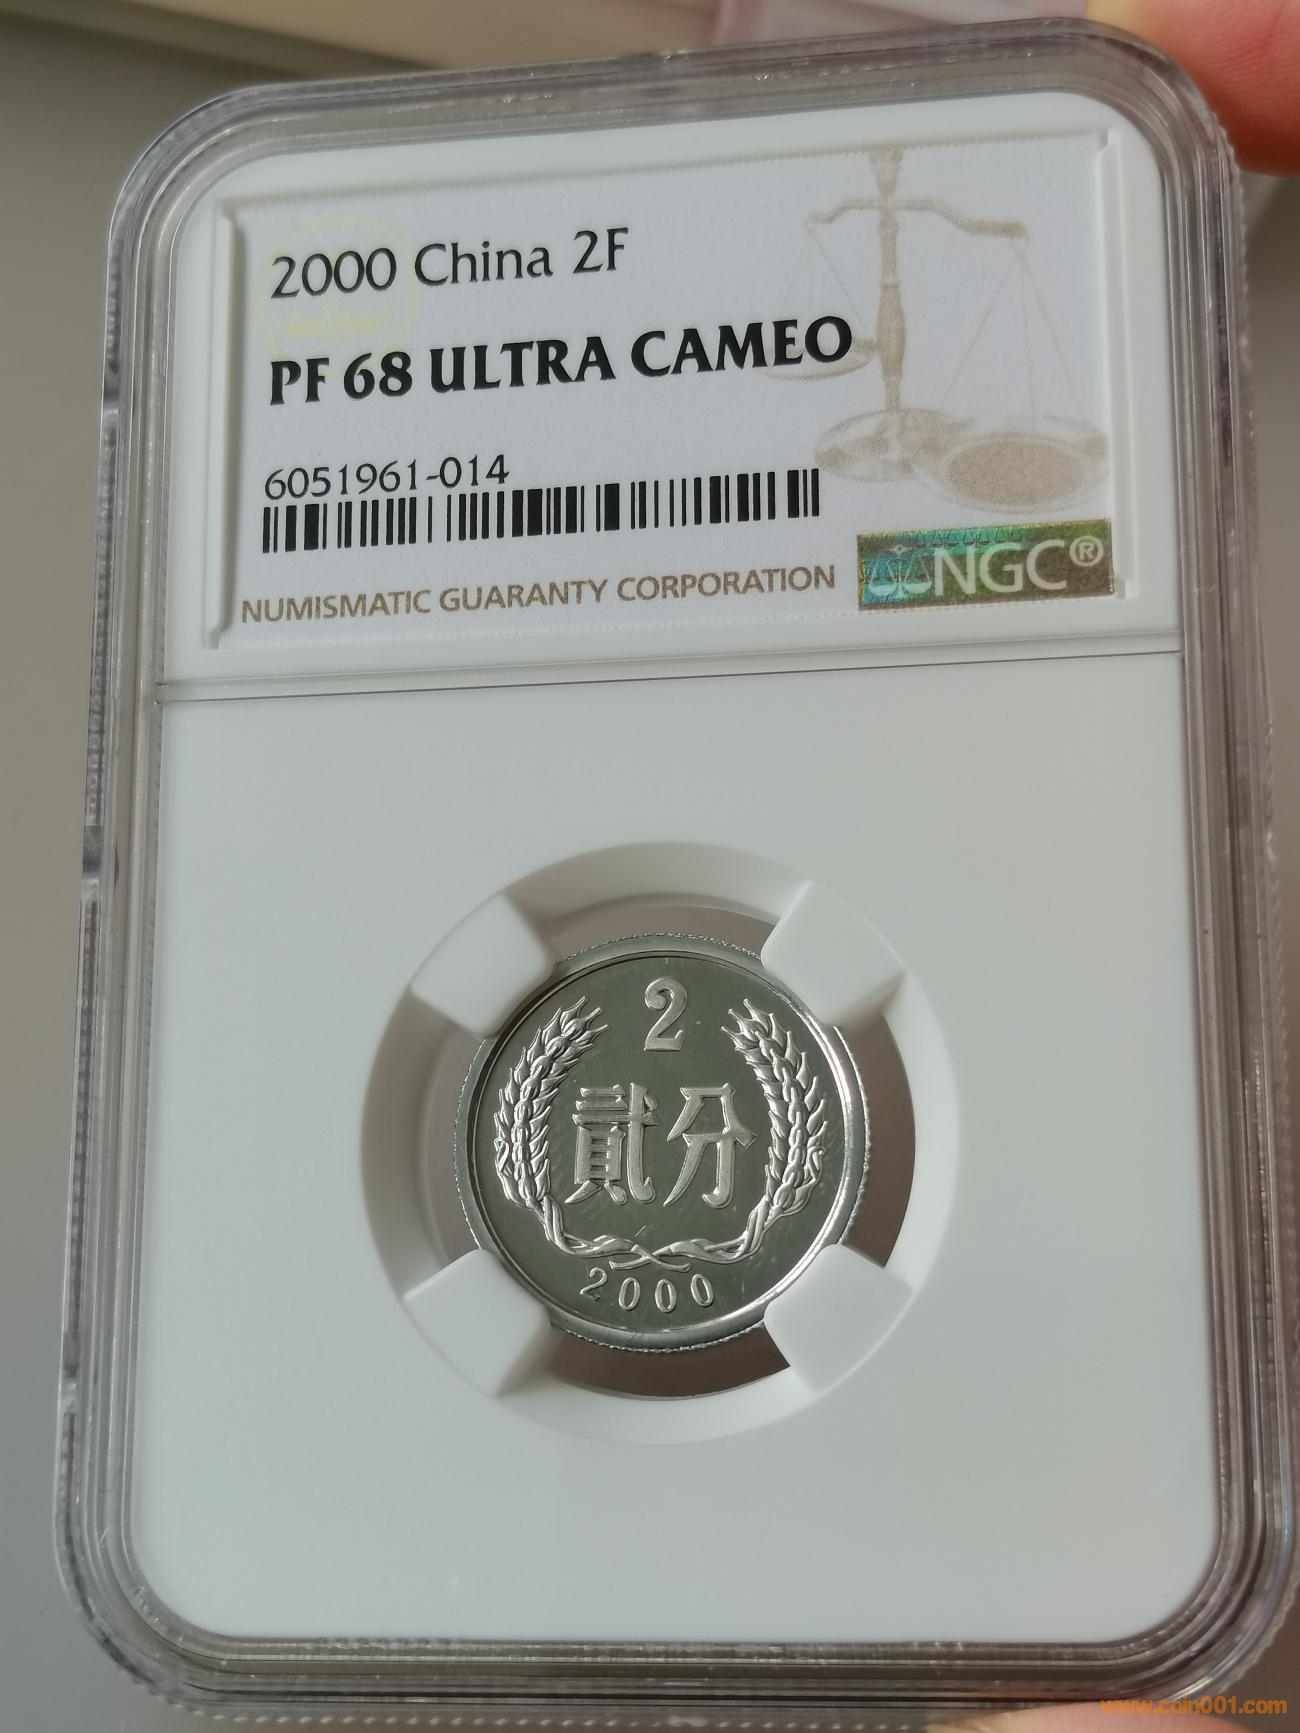 2000 China 2F
PF 68 ULTRA CAMEO
6051961-014
NUMISMATIC GUARANTY CORPORATION
NGC®
2
貳分
2000
www.coin001.com